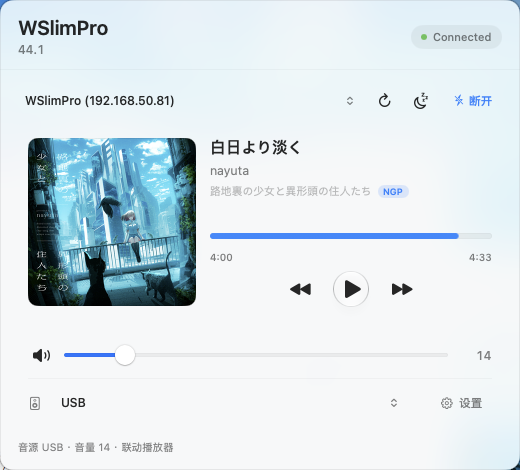 WSlimPro
44.1
Connected
WSlimPro (192.168.50.81)
断开
白日より淡く
nayuta
路地裏の少女と異形頭の住人たち NGP
4:00
4:33
14
USB
设置
音源 USB · 音量 14 · 联动播放器